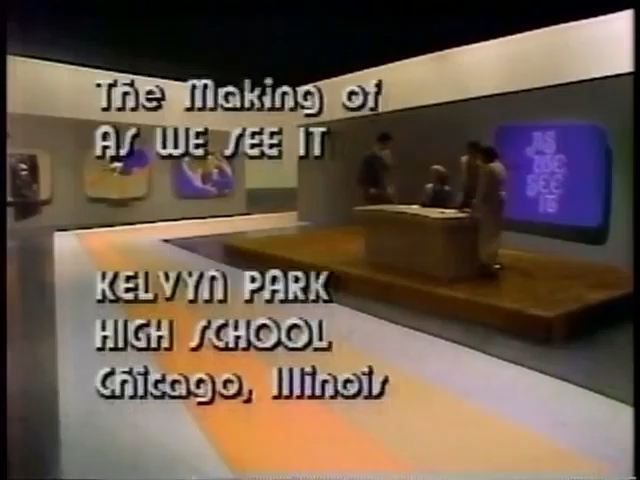 The Making of
AS WE SEE IT
AS
WE
SEE
IT
KELVYN PARK
HIGH SCHOOL
Chicago, Illinois